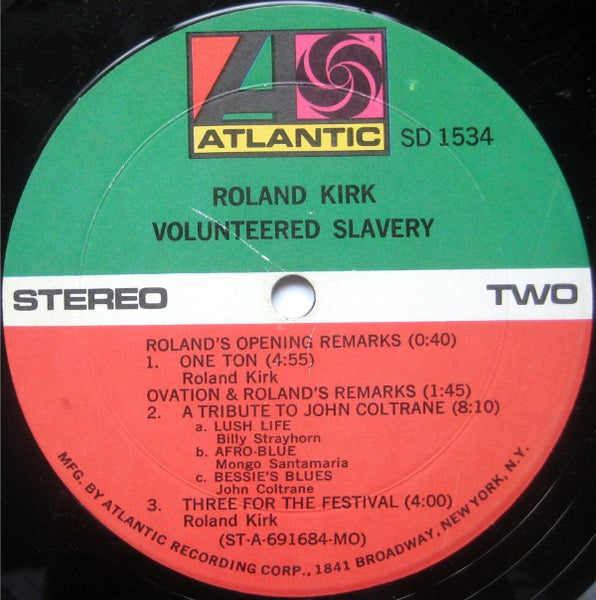 ATLANTIC
SD 1534
ROLAND KIRK
VOLUNTEERED SLAVERY
STEREO
TWO
ROLAND'S OPENING REMARKS (0:40)
1. ONE TON (4:55)
Roland Kirk
OVATION & ROLAND'S REMARKS (1:45)
2. A TRIBUTE TO JOHN COLTRANE (8:10)
a. LUSH LIFE
Billy Strayhorn
b. AFRO-BLUE
Mongo Santamaria
c. BESSIE'S BLUES
John Coltrane
3. THREE FOR THE FESTIVAL (4:00)
Roland Kirk
(ST-A-691684-MO)
MFG. BY ATLANTIC RECORDING CORP., 1841 BROADWAY, NEW YORK, N.Y.